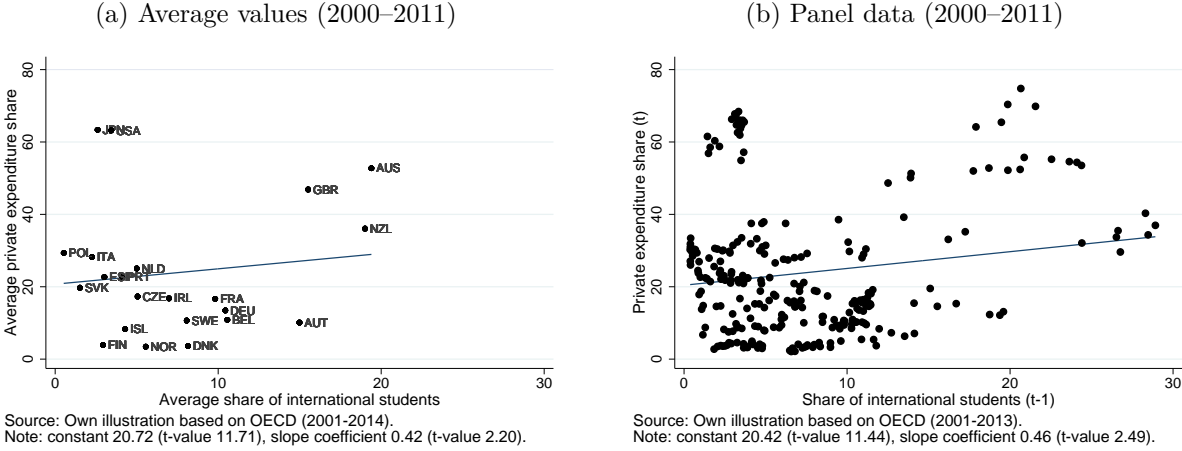 (a) Average values (2000–2011)
Average private expenditure share
80
60
40
20
0
JPN
USA
AUS
GBR
NZL
POL
ITA
NLD
ESP
PRT
SVK
CZE
IRL
FRA
DEU
BEL
SWE
AUT
ISL
FIN
NOR
DNK
0 10 20 30
Average share of international students
Source: Own illustration based on OECD (2001-2014).
Note: constant 20.72 (t-value 11.71), slope coefficient 0.42 (t-value 2.20).
(b) Panel data (2000–2011)
Private expenditure share (t)
80
60
40
20
0
0 10 20 30
Share of international students (t-1)
Source: Own illustration based on OECD (2001-2013).
Note: constant 20.42 (t-value 11.44), slope coefficient 0.46 (t-value 2.49).